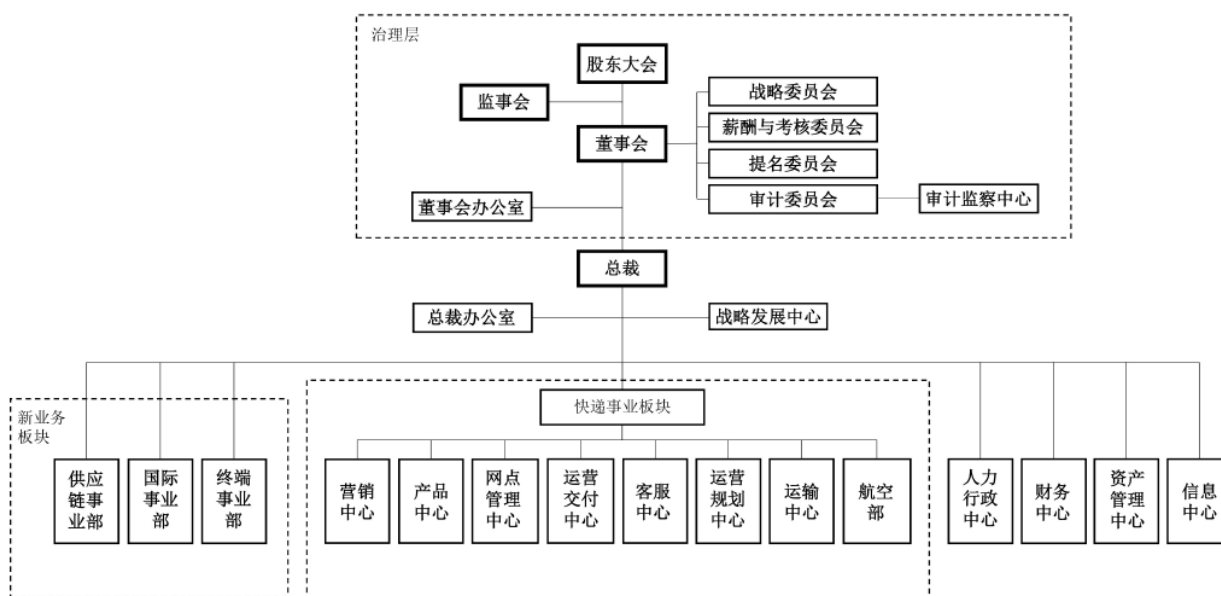 治理层
股东大会
监事会
战略委员会
薪酬与考核委员会
董事会
提名委员会
审计委员会
审计监察中心
董事会办公室
总裁
总裁办公室
战略发展中心
快递事业板块
新业务
板块
供应
链事
业部
国际
事业
部
终端
事业
部
营销
中心
产品
中心
网点
管理
中心
运营
交付
中心
客服
中心
运营
规划
中心
运输
中心
航空
部
人力
行政
中心
财务
中心
资产
管理
中心
信息
中心